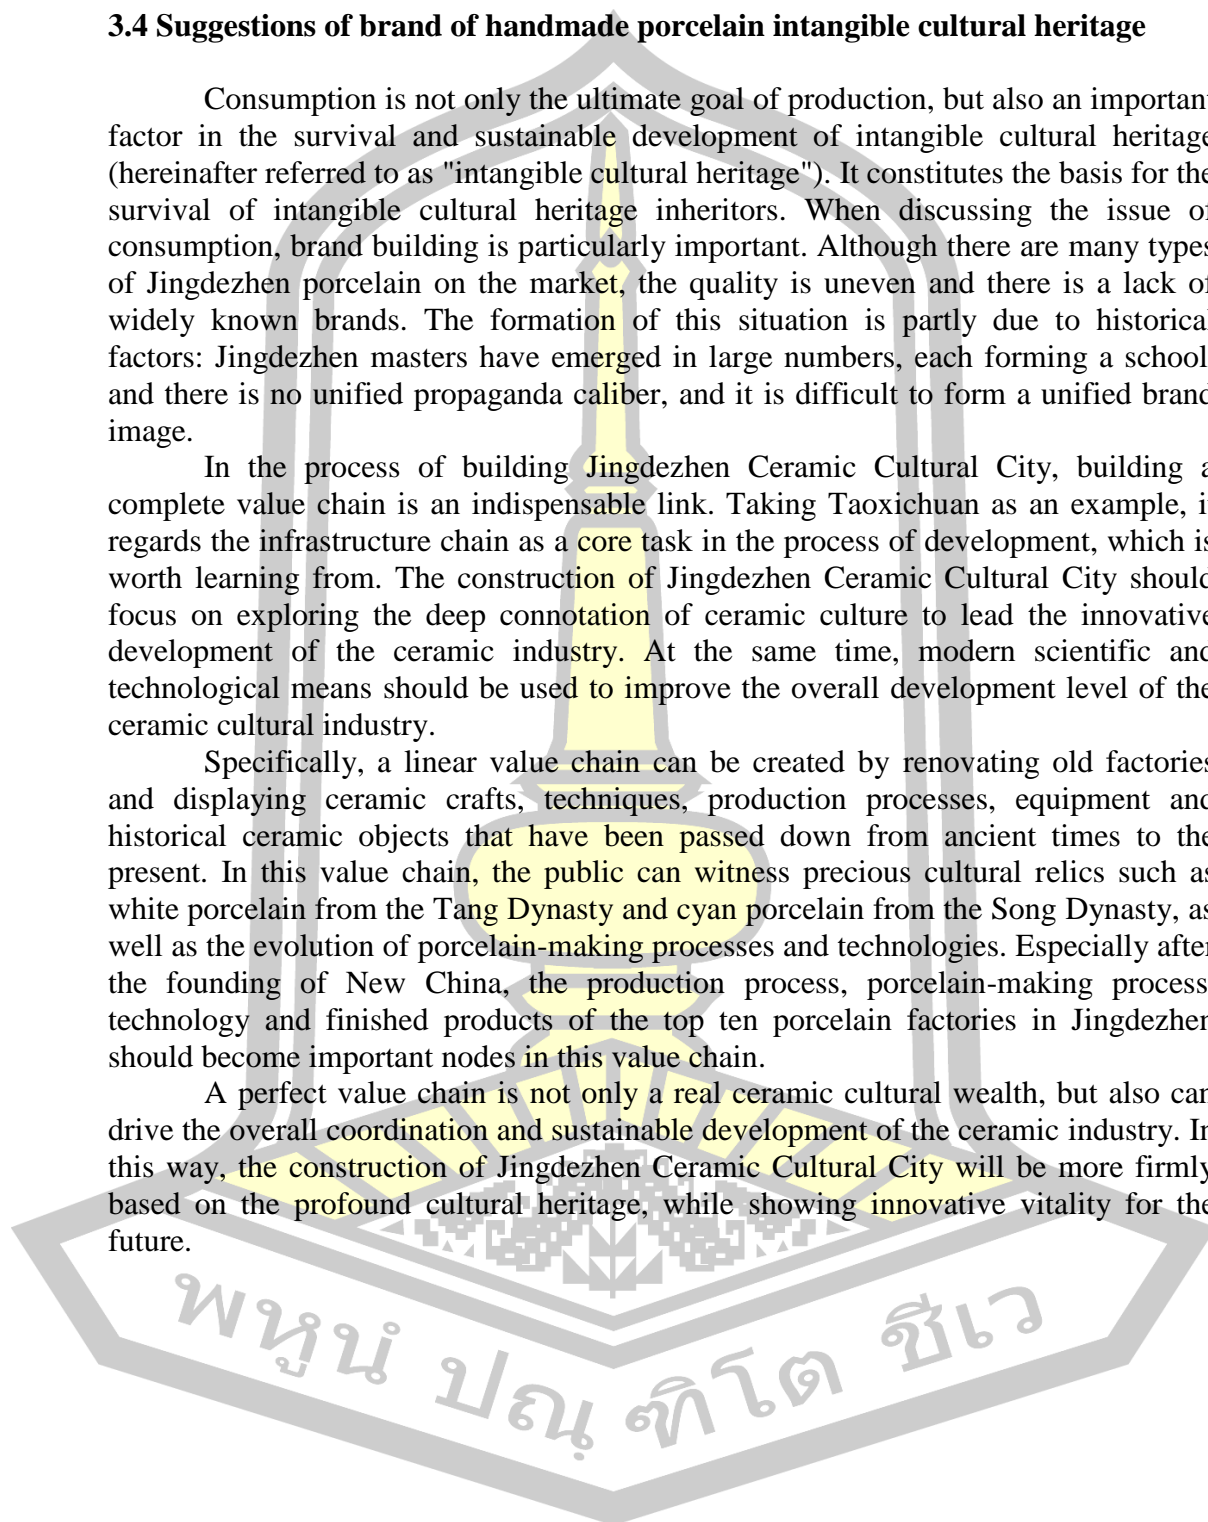 3.4 Suggestions of brand of handmade porcelain intangible cultural heritage
Consumption is not only the ultimate goal of production, but also an important
factor in the survival and sustainable development of intangible cultural heritage
(hereinafter referred to as "intangible cultural heritage"). It constitutes the basis for the
survival of intangible cultural heritage inheritors. When discussing the issue of
consumption, brand building is particularly important. Although there are many types
of Jingdezhen porcelain on the market, the quality is uneven and there is a lack of
widely known brands. The formation of this situation is partly due to historical
factors: Jingdezhen masters have emerged in large numbers, each forming a school
and there is no unified propaganda caliber, and it is difficult to form a unified brand
image.
In the process of building Jingdezhen Ceramic Cultural City, building a
complete value chain is an indispensable link. Taking Taoxichuan as an example, it
regards the infrastructure chain as a core task in the process of development, which is
worth learning from. The construction of Jingdezhen Ceramic Cultural City should
focus on exploring the deep connotation of ceramic culture to lead the innovative
development of the ceramic industry. At the same time, modern scientific and
technological means should be used to improve the overall development level of the
ceramic cultural industry.
Specifically, a linear value chain can be created by renovating old factories
and displaying ceramic crafts, techniques, production processes, equipment and
historical ceramic objects that have been passed down from ancient times to the
present. In this value chain, the public can witness precious cultural relics such as
white porcelain from the Tang Dynasty and cyan porcelain from the Song Dynasty, as
well as the evolution of porcelain-making processes and technologies. Especially after
the founding of New China, the production process, porcelain-making process
technology and finished products of the top ten porcelain factories in Jingdezhen
should become important nodes in this value chain.
A perfect value chain is not only a real ceramic cultural wealth, but also can
drive the overall coordination and sustainable development of the ceramic industry. In
this way, the construction of Jingdezhen Ceramic Cultural City will be more firmly
based on the profound cultural heritage, while showing innovative vitality for the
future.
พหูนํ ปณฺฑิโต ชีเว